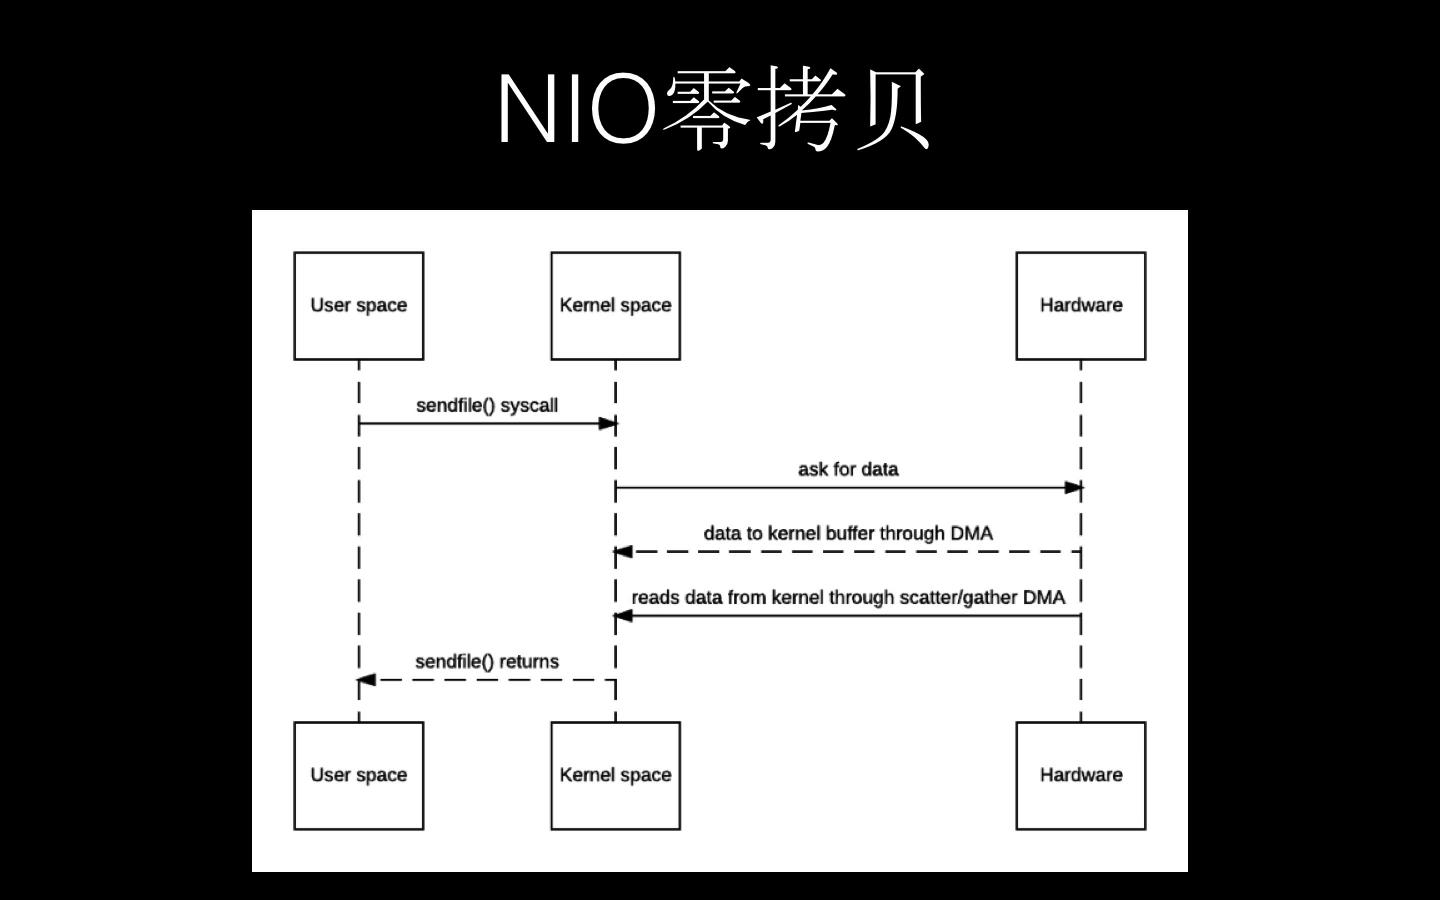 NIO零拷贝
User space
Kernel space
Hardware
sendfile() syscall
ask for data
data to kernel buffer through DMA
reads data from kernel through scatter/gather DMA
sendfile() returns
User space
Kernel space
Hardware